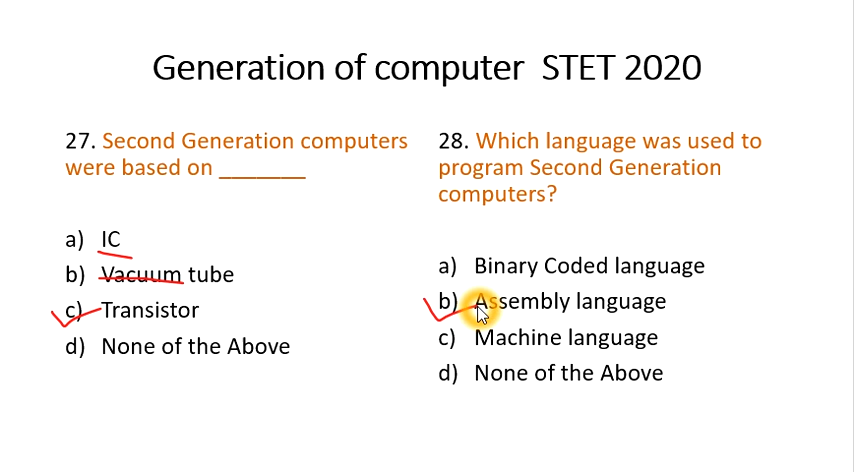 Generation of computer STET 2020
27. Second Generation computers
were based on _______
a) IC
b) Vacuum tube
c) Transistor
d) None of the Above
28. Which language was used to
program Second Generation
computers?
a) Binary Coded language
b) Assembly language
c) Machine language
d) None of the Above